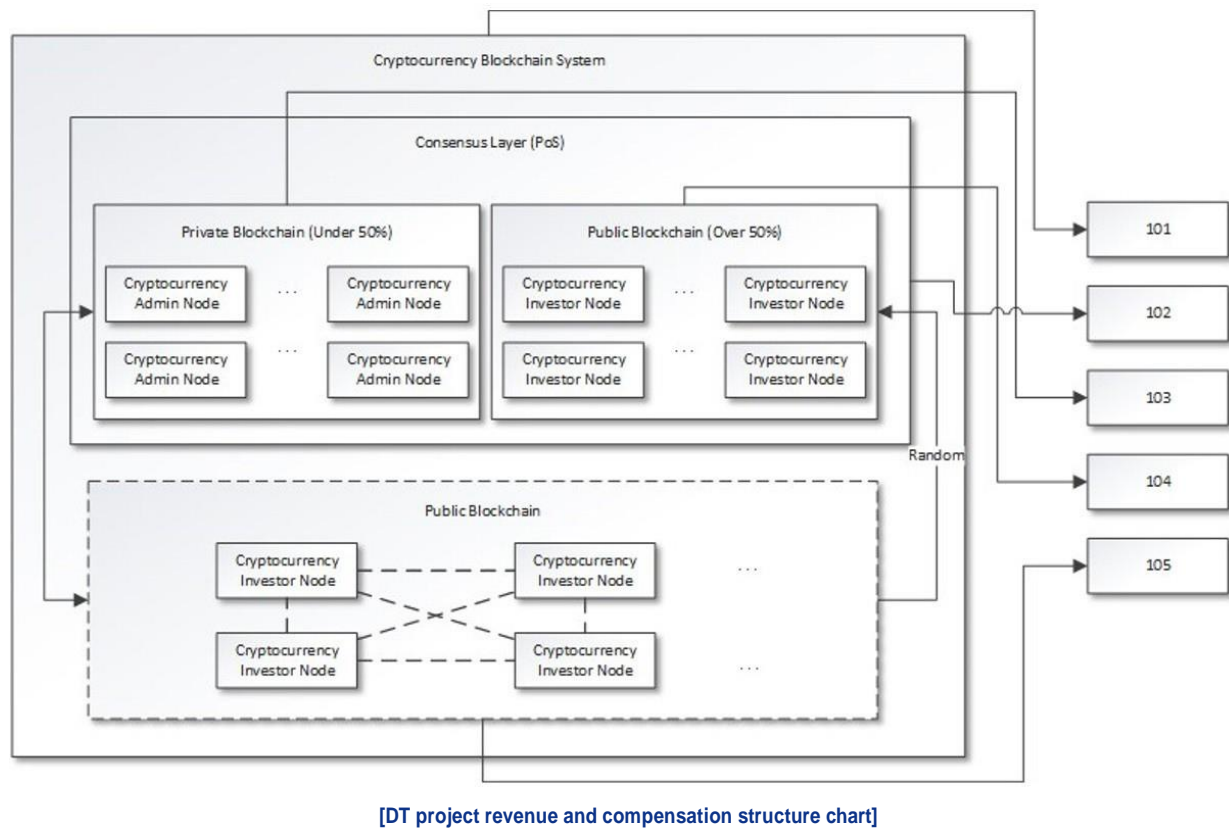 Cryptocurrency Blockchain System
Consensus Layer (PoS)
Private Blockchain (Under 50%)
Cryptocurrency
Admin Node
. . .
Cryptocurrency
Admin Node
Cryptocurrency
Admin Node
. . .
Cryptocurrency
Admin Node
Public Blockchain (Over 50%)
Cryptocurrency
Investor Node
. . .
Cryptocurrency
Investor Node
Cryptocurrency
Investor Node
. . .
Cryptocurrency
Investor Node
Random
Public Blockchain
Cryptocurrency
Investor Node
Cryptocurrency
Investor Node
. . .
Cryptocurrency
Investor Node
Cryptocurrency
Investor Node
. . .
101
102
103
104
105
[DT project revenue and compensation structure chart]